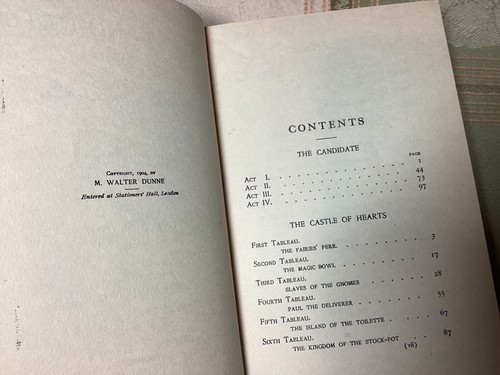 COPYRIGHT, 1904, BY
M. WALTER DUNNE
Entered at Stationers' Hall, London
CONTENTS
THE CANDIDATE
PAGE
ACT I. . . . . . . . . . . . . . . . 1
ACT II. . . . . . . . . . . . . . . . 44
ACT III. . . . . . . . . . . . . . . . 73
ACT IV. . . . . . . . . . . . . . . . 97
THE CASTLE OF HEARTS
FIRST TABLEAU.
THE FAIRIES' PERIL . . . . . . . . . 3
SECOND TABLEAU.
THE MAGIC BOWL . . . . . . . . . 17
THIRD TABLEAU.
SLAVES OF THE GNOMES . . . . . . . 28
FOURTH TABLEAU.
PAUL THE DELIVERER . . . . . . . 55
FIFTH TABLEAU.
THE ISLAND OF THE TOILETTE . . . . . 67
SIXTH TABLEAU.
THE KINGDOM OF THE STOCK-POT . . . . 87
(v6)